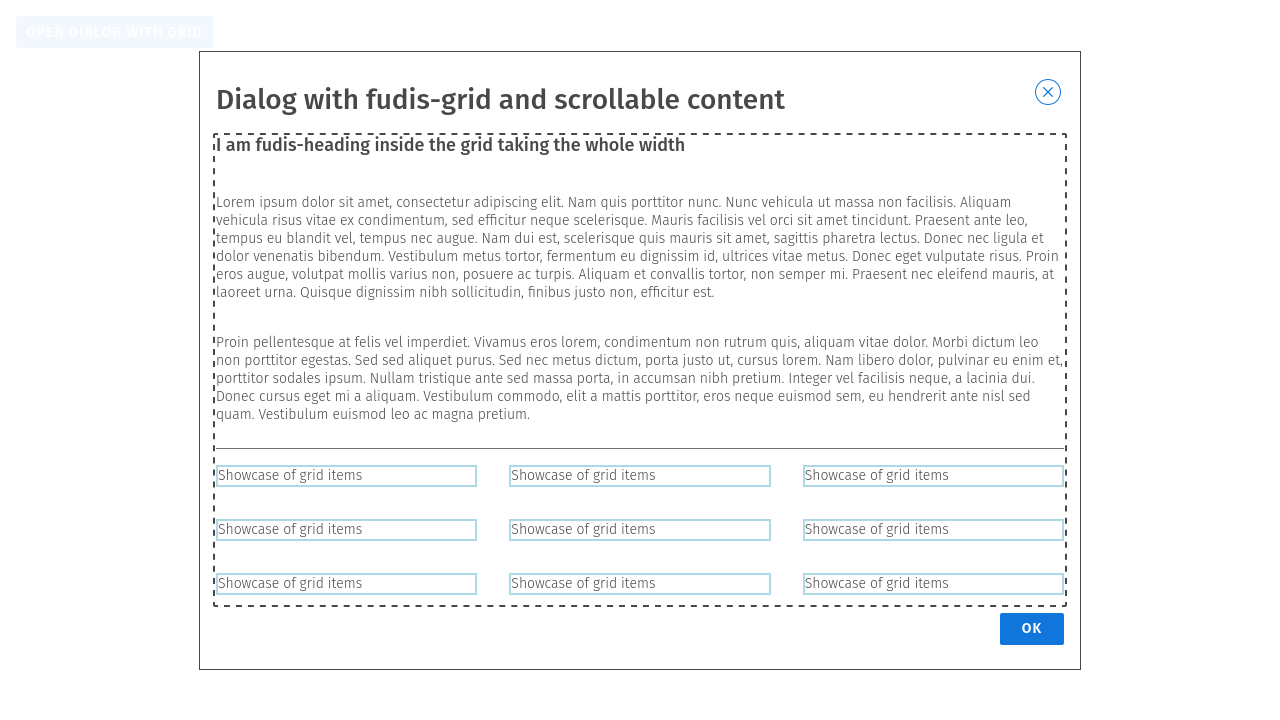 OPEN DIALOG WITH GRID
Dialog with fudis-grid and scrollable content
I am fudis-heading inside the grid taking the whole width
Lorem ipsum dolor sit amet, consectetur adipiscing elit. Nam quis porttitor nunc. Nunc vehicula ut massa non facilisis. Aliquam
vehicula risus vitae ex condimentum, sed efficitur neque scelerisque. Mauris facilisis vel orci sit amet tincidunt. Praesent ante leo,
tempus eu blandit vel, tempus nec augue. Nam dui est, scelerisque quis mauris sit amet, sagittis pharetra lectus. Donec nec ligula et
dolor venenatis bibendum. Vestibulum metus tortor, fermentum eu dignissim id, ultrices vitae metus. Donec eget vulputate risus. Proin
eros augue, volutpat mollis varius non, posuere ac turpis. Aliquam et convallis tortor, non semper mi. Praesent nec eleifend mauris, at
laoreet urna. Quisque dignissim nibh sollicitudin, finibus justo non, efficitur est.
Proin pellentesque at felis vel imperdiet. Vivamus eros lorem, condimentum non rutrum quis, aliquam vitae dolor. Morbi dictum leo
non porttitor egestas. Sed sed aliquet purus. Sed nec metus dictum, porta justo ut, cursus lorem. Nam libero dolor, pulvinar eu enim et,
porttitor sodales ipsum. Nullam tristique ante sed massa porta, in accumsan nibh pretium. Integer vel facilisis neque, a lacinia dui.
Donec cursus eget mi a aliquam. Vestibulum commodo, elit a mattis porttitor, eros neque euismod sem, eu hendrerit ante nisl sed
quam. Vestibulum euismod leo ac magna pretium.
Showcase of grid items Showcase of grid items Showcase of grid items
Showcase of grid items Showcase of grid items Showcase of grid items
Showcase of grid items Showcase of grid items Showcase of grid items
OK